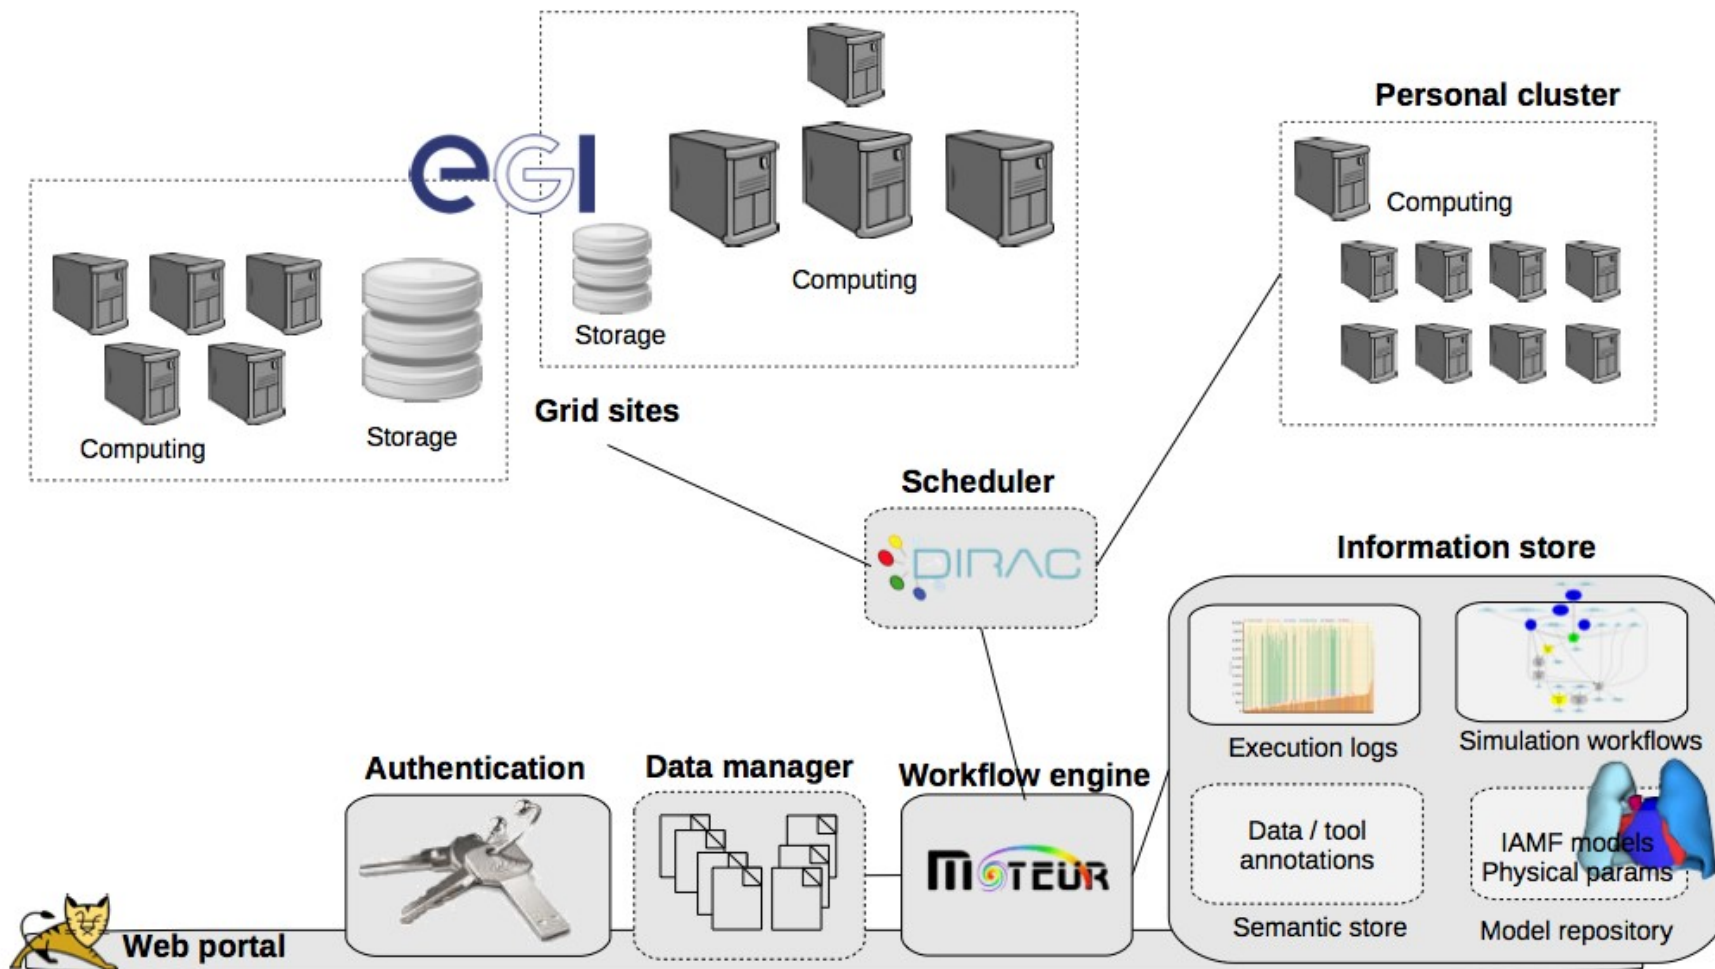 eGI
Personal cluster
Computing
Computing
Storage
Grid sites
Storage
Computing
Scheduler
DIRAC
Information store
Execution logs
Simulation workflows
Authentication
Data manager
Workflow engine
MOTEUR
Data / tool
annotations
IAMF models
Physical params
Semantic store
Model repository
Web portal